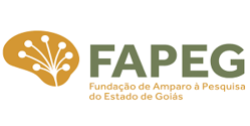 FAPEG
Fundação de Amparo à Pesquisa
do Estado de Goiás